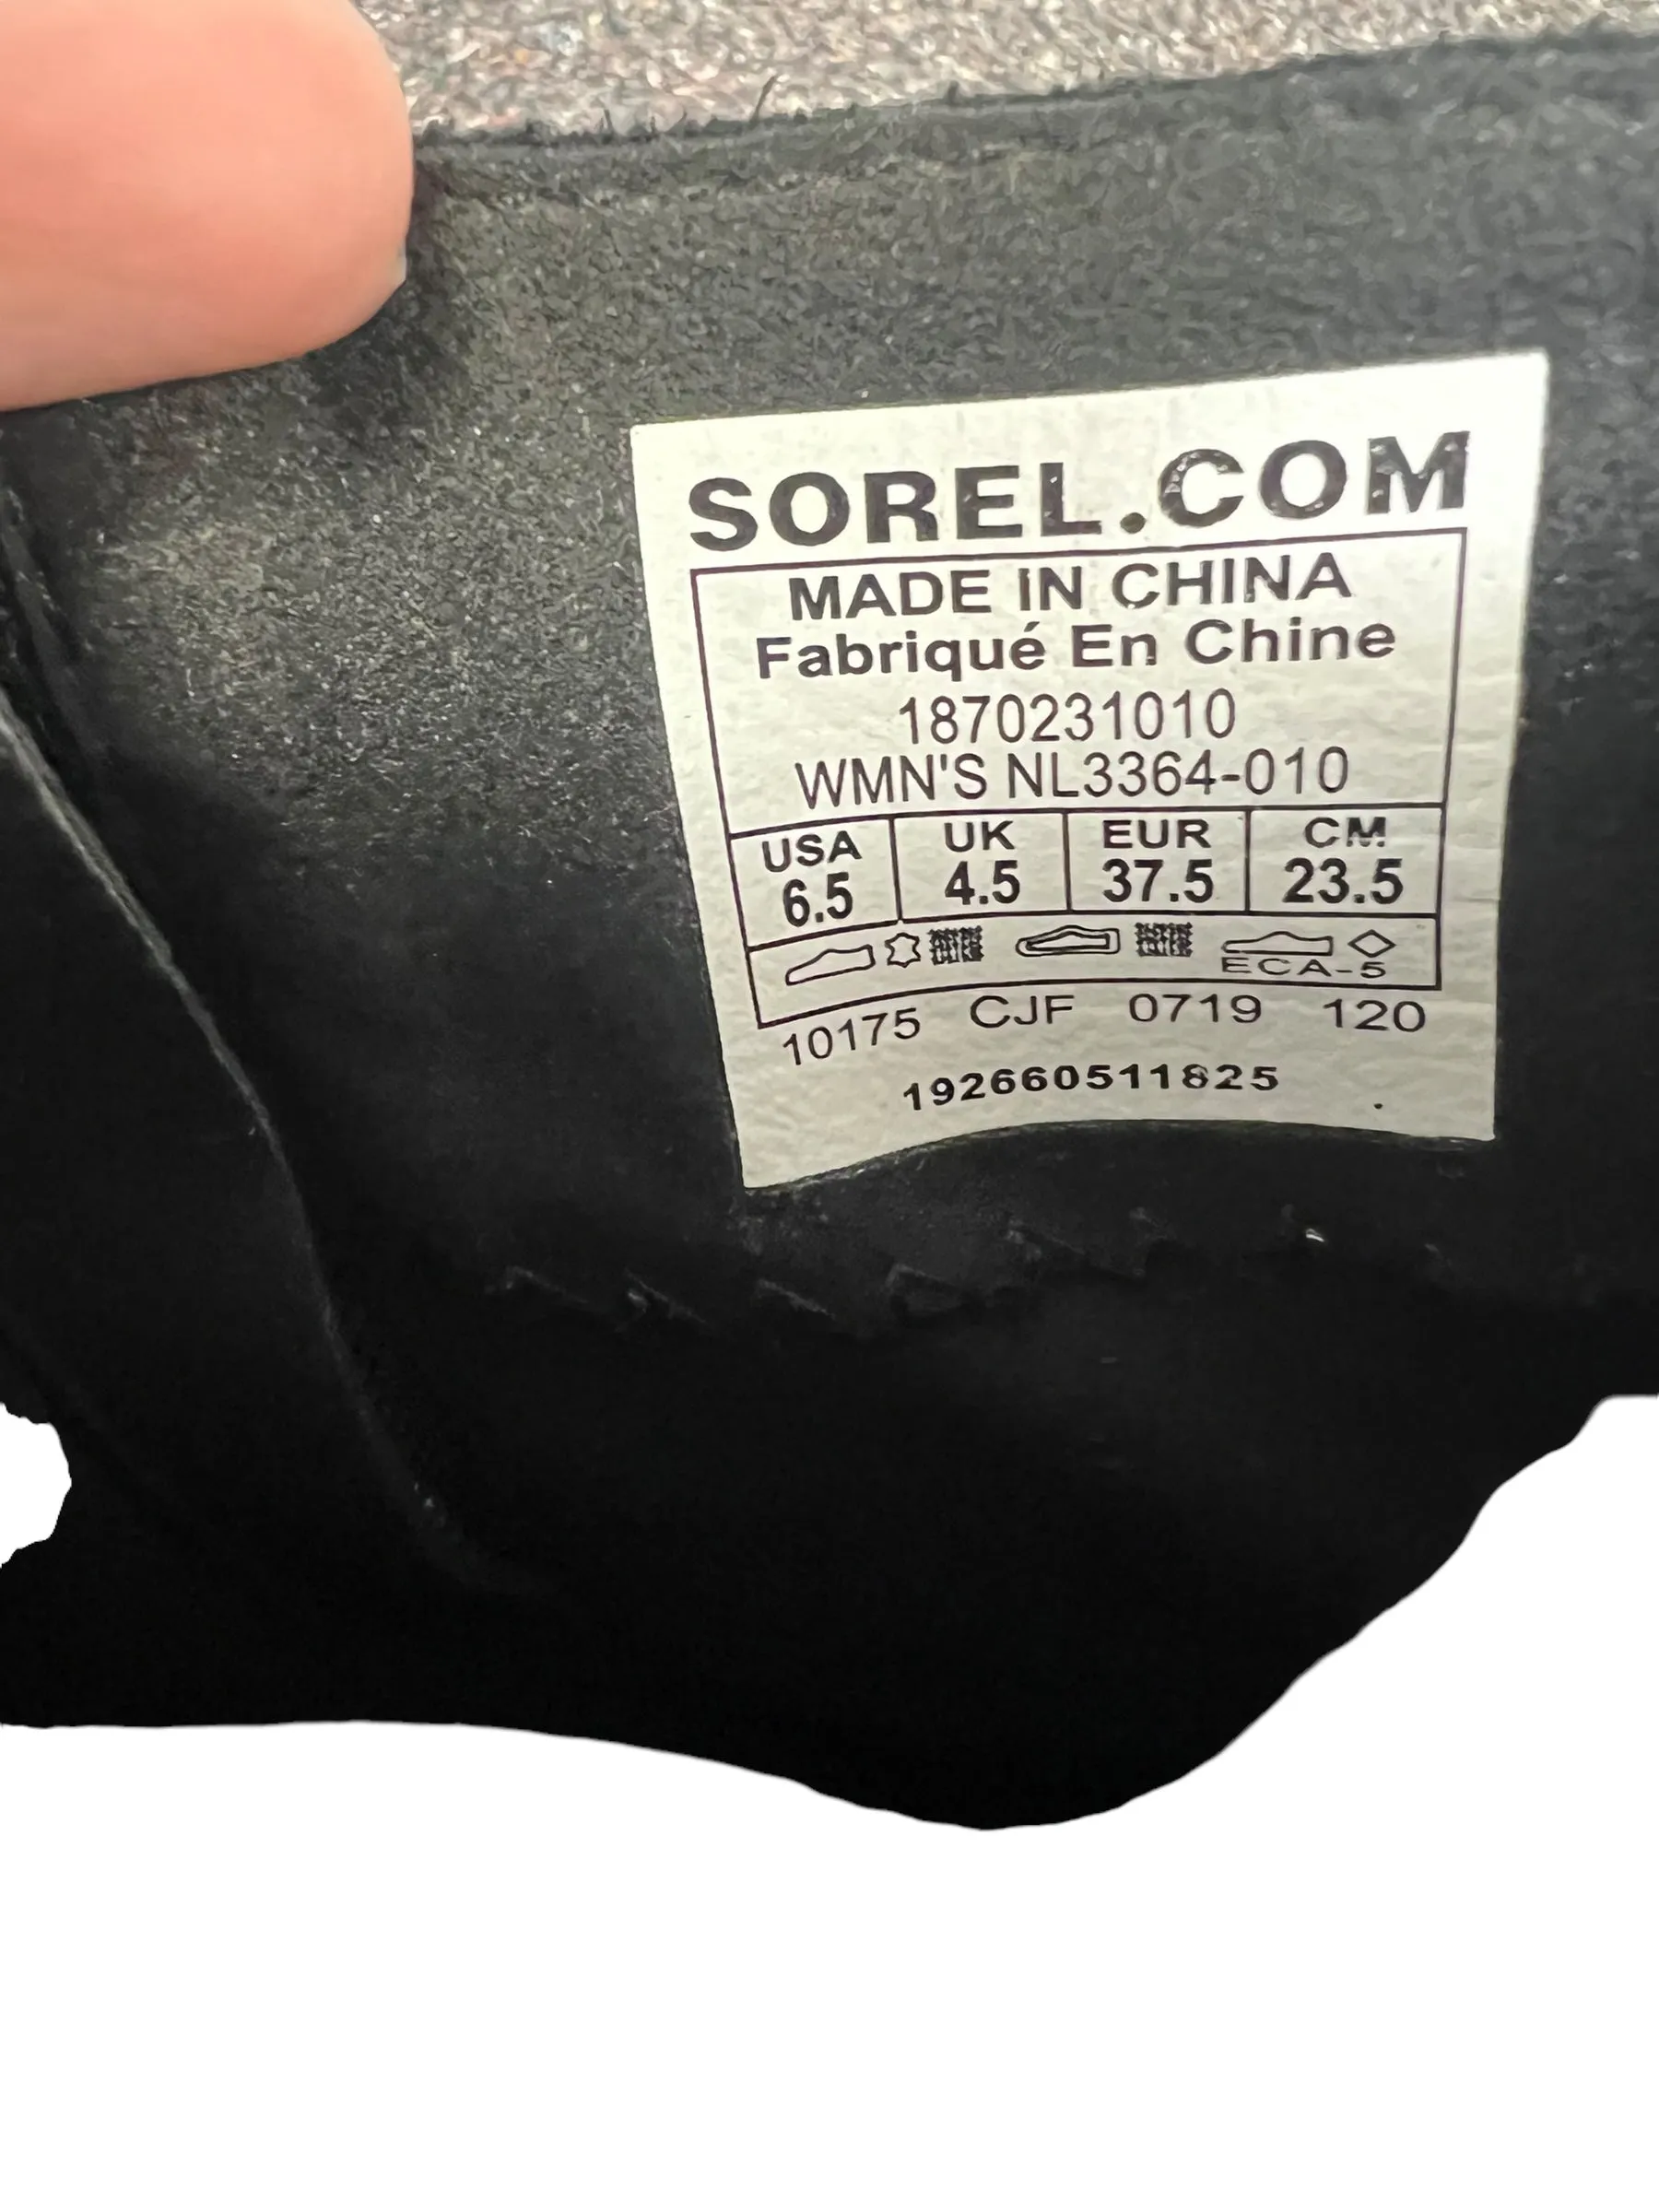 SOREL.COM
MADE IN CHINA
Fabriqué En Chine
1870231010
WMN'S NL3364-010
USA UK EUR CM
6.5 4.5 37.5 23.5
ECA-5
10175 CJF 0719 120
192660511825